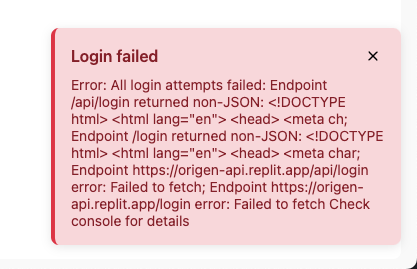 Login failed
Error: All login attempts failed: Endpoint
/api/login returned non-JSON: <!DOCTYPE
html> <html lang="en"> <head> <meta ch;
Endpoint /login returned non-JSON: <!DOCTYPE
html> <html lang="en"> <head> <meta char;
Endpoint https://origen-api.replit.app/api/login
error: Failed to fetch; Endpoint https://origen-
api.replit.app/login error: Failed to fetch Check
console for details